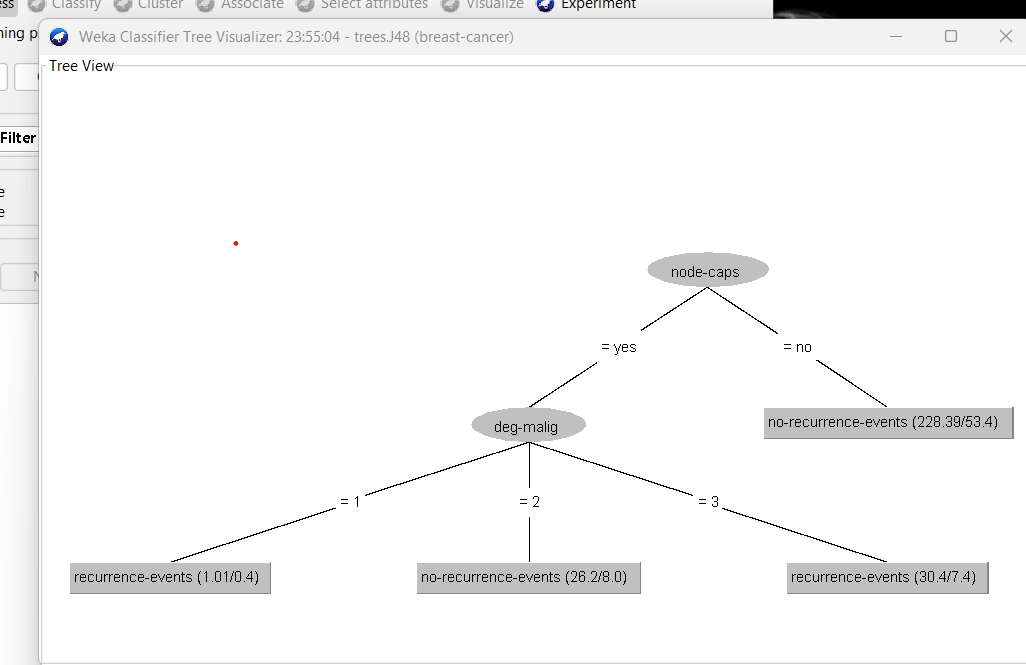 ss Classify Cluster Associate Select attributes Visualize Experiment
ning p
Weka Classifier Tree Visualizer: 23:55:04 - trees.J48 (breast-cancer)
Tree View
Filter
e
e
N
node-caps
= yes
= no
deg-malig
no-recurrence-events (228.39/53.4)
= 1
= 2
= 3
recurrence-events (1.01/0.4)
no-recurrence-events (26.2/8.0)
recurrence-events (30.4/7.4)